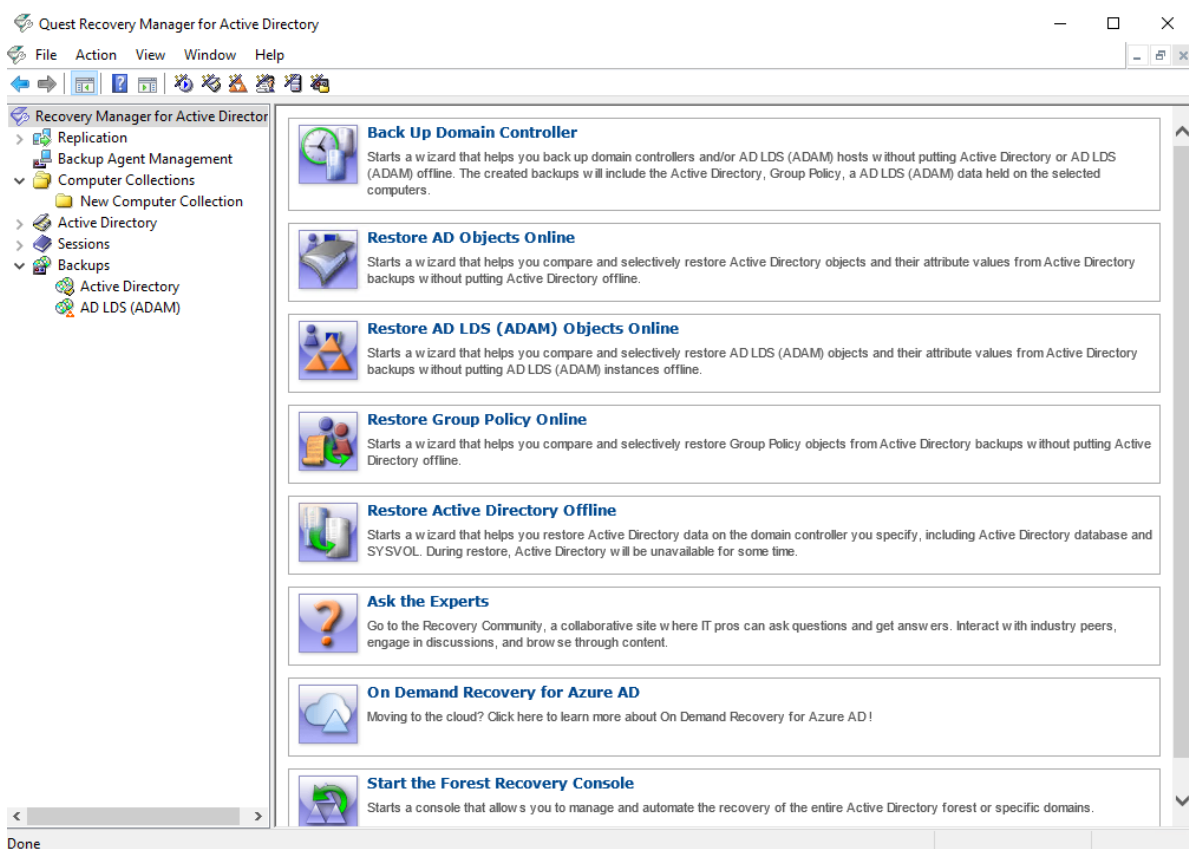 Quest Recovery Manager for Active Directory
File Action View Window Help
Recovery Manager for Active Director
Replication
Backup Agent Management
Computer Collections
New Computer Collection
Active Directory
Sessions
Backups
Active Directory
AD LDS (ADAM)
Back Up Domain Controller
Starts a wizard that helps you back up domain controllers and/or AD LDS (ADAM) hosts without putting Active Directory or AD LDS
(ADAM) offline. The created backups will include the Active Directory, Group Policy, a AD LDS (ADAM) data held on the selected
computers.
Restore AD Objects Online
Starts a wizard that helps you compare and selectively restore Active Directory objects and their attribute values from Active Directory
backups without putting Active Directory offline.
Restore AD LDS (ADAM) Objects Online
Starts a wizard that helps you compare and selectively restore AD LDS (ADAM) objects and their attribute values from Active Directory
backups without putting AD LDS (ADAM) instances offline.
Restore Group Policy Online
Starts a wizard that helps you compare and selectively restore Group Policy objects from Active Directory backups without putting Active
Directory offline.
Restore Active Directory Offline
Starts a wizard that helps you restore Active Directory data on the domain controller you specify, including Active Directory database and
SYSVOL. During restore, Active Directory will be unavailable for some time.
Ask the Experts
Go to the Recovery Community, a collaborative site where IT pros can ask questions and get answers. Interact with industry peers,
engage in discussions, and browse through content.
On Demand Recovery for Azure AD
Moving to the cloud? Click here to learn more about On Demand Recovery for Azure AD!
Start the Forest Recovery Console
Starts a console that allows you to manage and automate the recovery of the entire Active Directory forest or specific domains.
Done